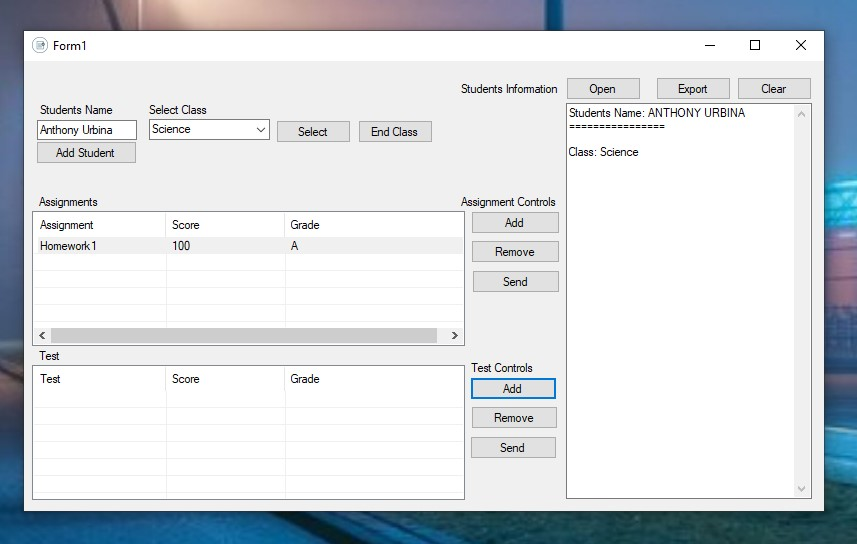 Form1
Students Information
Open
Export
Clear
Students Name
Select Class
Anthony Urbina
Science
Select
End Class
Add Student
Students Name: ANTHONY URBINA
================
Class: Science
Assignments
Assignment Controls
Assignment Score Grade
Homework1 100 A
Add
Remove
Send
Test
Test Controls
Test Score Grade
Add
Remove
Send